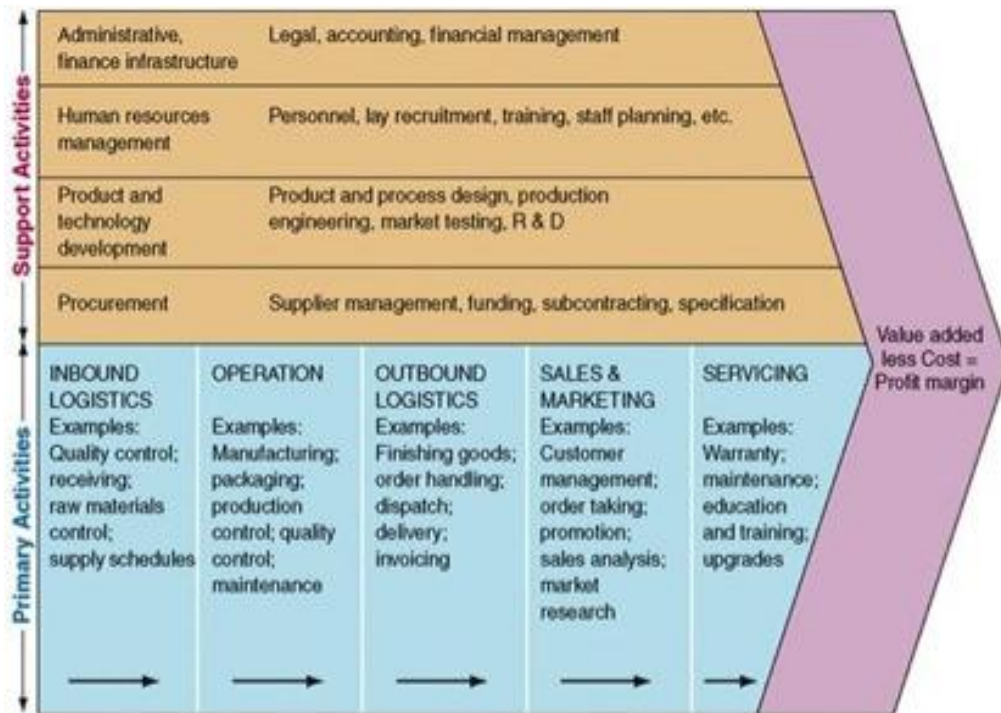 Support Activities
Administrative,
finance infrastructure
Legal, accounting, financial management
Human resources
management
Personnel, lay recruitment, training, staff planning, etc.
Product and
technology
development
Product and process design, production
engineering, market testing, R & D
Procurement
Supplier management, funding, subcontracting, specification
Primary Activities
INBOUND
LOGISTICS
Examples:
Quality control;
receiving;
raw materials
control;
supply schedules
OPERATION
Examples:
Manufacturing;
packaging;
production
control; quality
control;
maintenance
OUTBOUND
LOGISTICS
Examples:
Finishing goods;
order handling;
dispatch;
delivery;
invoicing
SALES &
MARKETING
Examples:
Customer
management;
order taking;
promotion;
sales analysis;
market
research
SERVICING
Examples:
Warranty;
maintenance;
education
and training;
upgrades
Value added
less Cost =
Profit margin